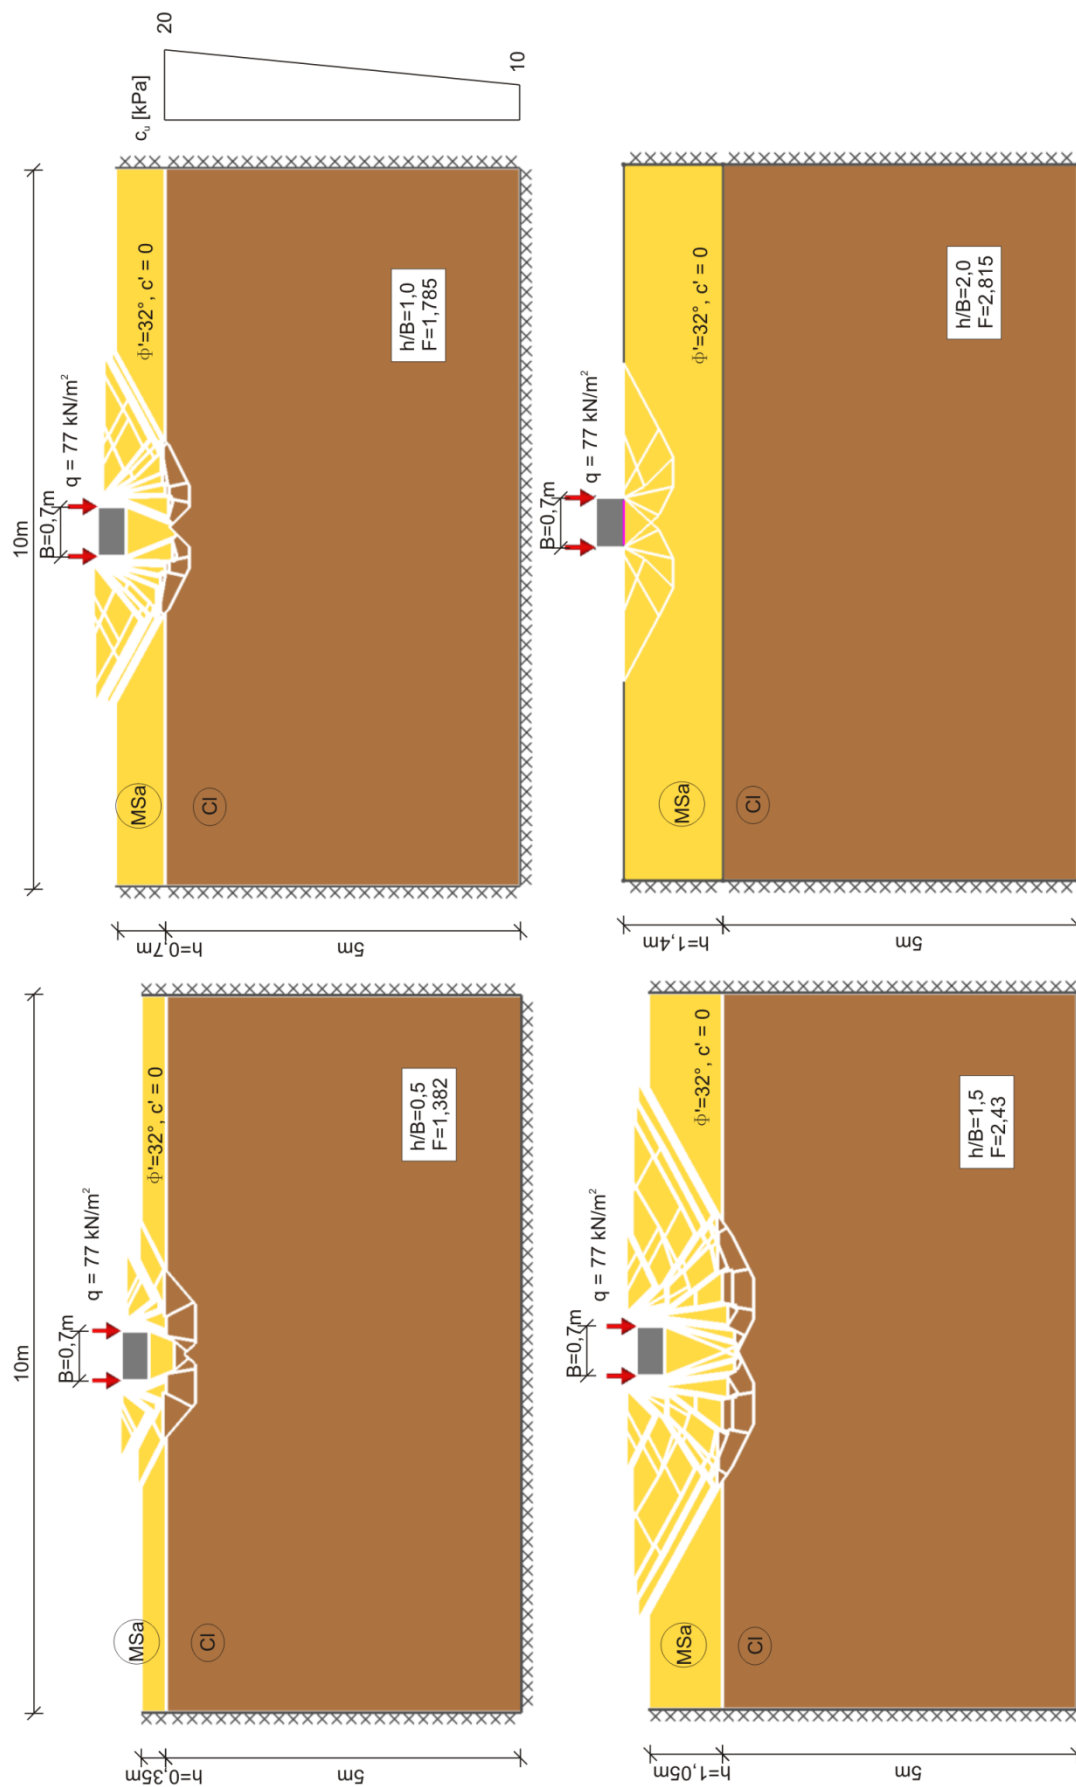 10m
B=0,7m
q = 77 kN/m²
MSa
Φ'=32°, c' = 0
Cl
h/B=0,5
F=1,382
h=0,35m
5m
10m
B=0,7m
q = 77 kN/m²
MSa
Φ'=32°, c' = 0
Cl
h/B=1,0
F=1,785
h=0,7m
5m
cᵤ [kPa]
20
10
B=0,7m
q = 77 kN/m²
MSa
Φ'=32°, c' = 0
Cl
h/B=1,5
F=2,43
h=1,05m
5m
B=0,7m
q = 77 kN/m²
MSa
Φ'=32°, c' = 0
Cl
h/B=2,0
F=2,815
h=1,4m
5m